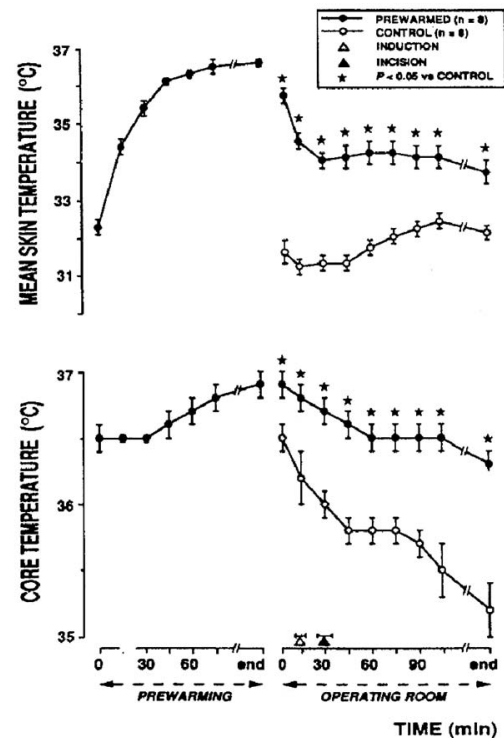 PREWARMED (n = 8)
CONTROL (n = 8)
INDUCTION
INCISION
P < 0.05 vs CONTROL
MEAN SKIN TEMPERATURE (°C)
37
35
33
31
CORE TEMPERATURE (°C)
37
36
35
0 30 60 end 0 30 60 90 end
PREWARMING OPERATING ROOM
TIME (min)